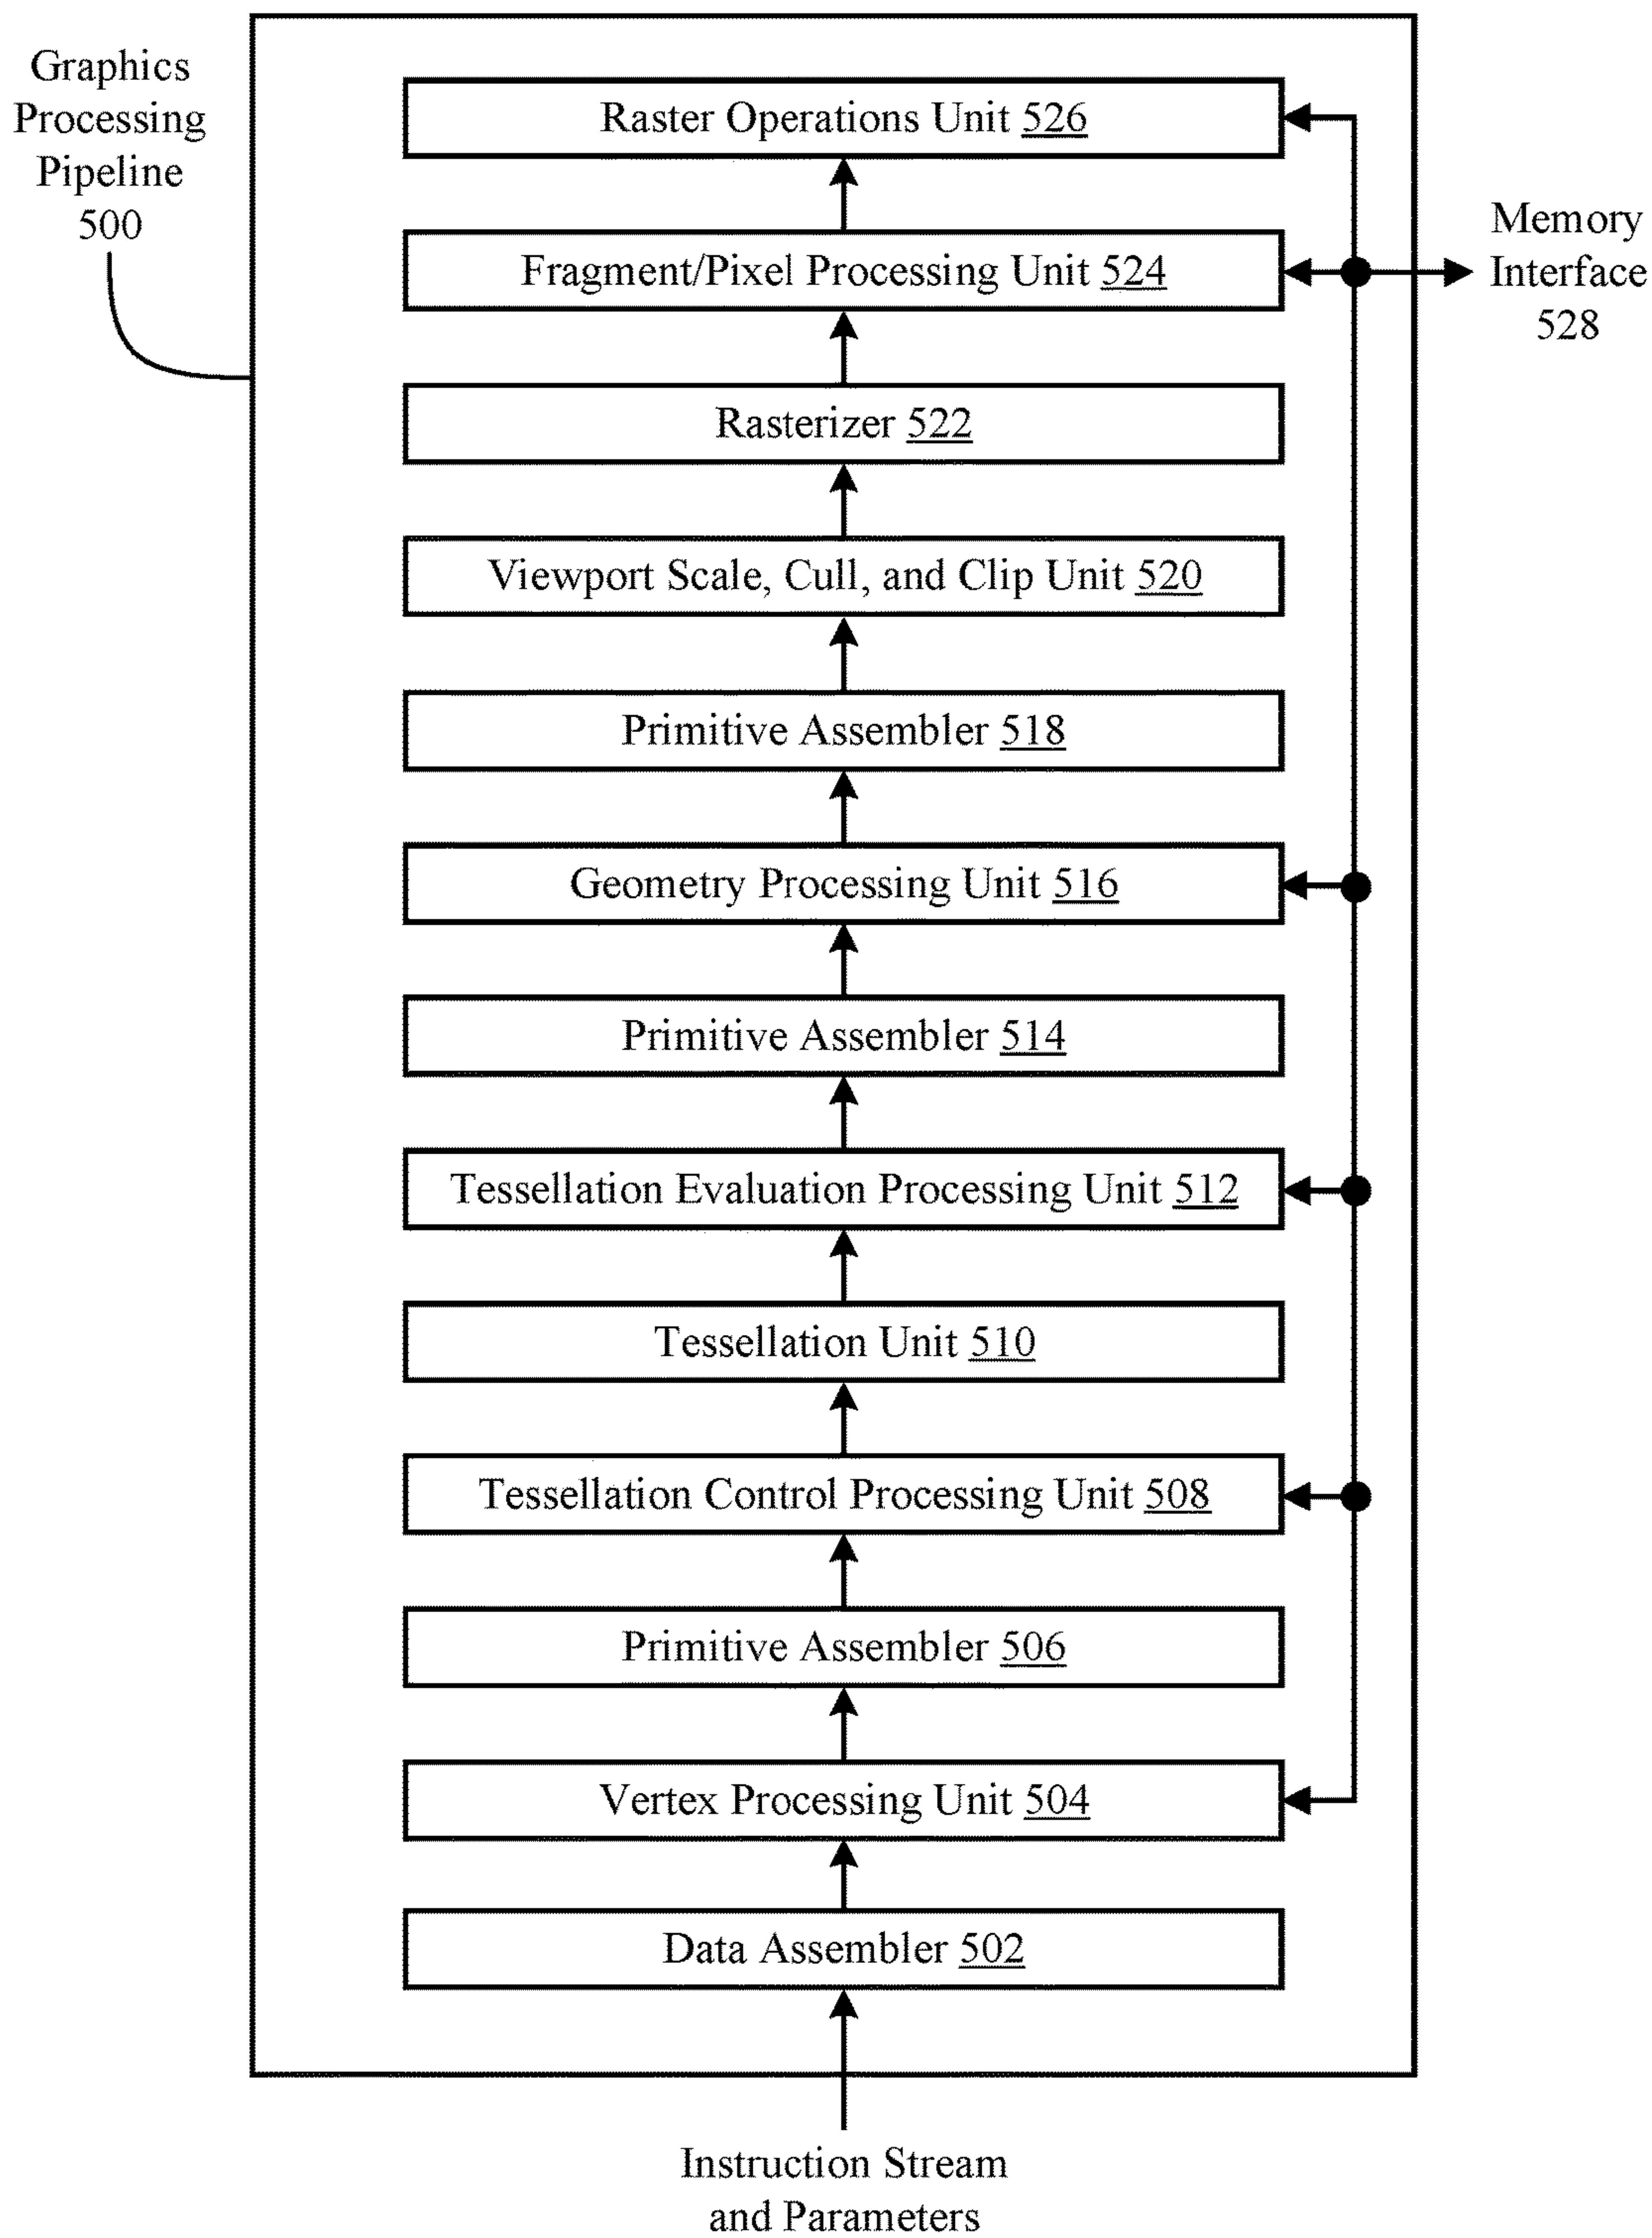 Graphics
Processing
Pipeline
500
Raster Operations Unit 526
Fragment/Pixel Processing Unit 524
Memory
Interface
528
Rasterizer 522
Viewport Scale, Cull, and Clip Unit 520
Primitive Assembler 518
Geometry Processing Unit 516
Primitive Assembler 514
Tessellation Evaluation Processing Unit 512
Tessellation Unit 510
Tessellation Control Processing Unit 508
Primitive Assembler 506
Vertex Processing Unit 504
Data Assembler 502
Instruction Stream
and Parameters